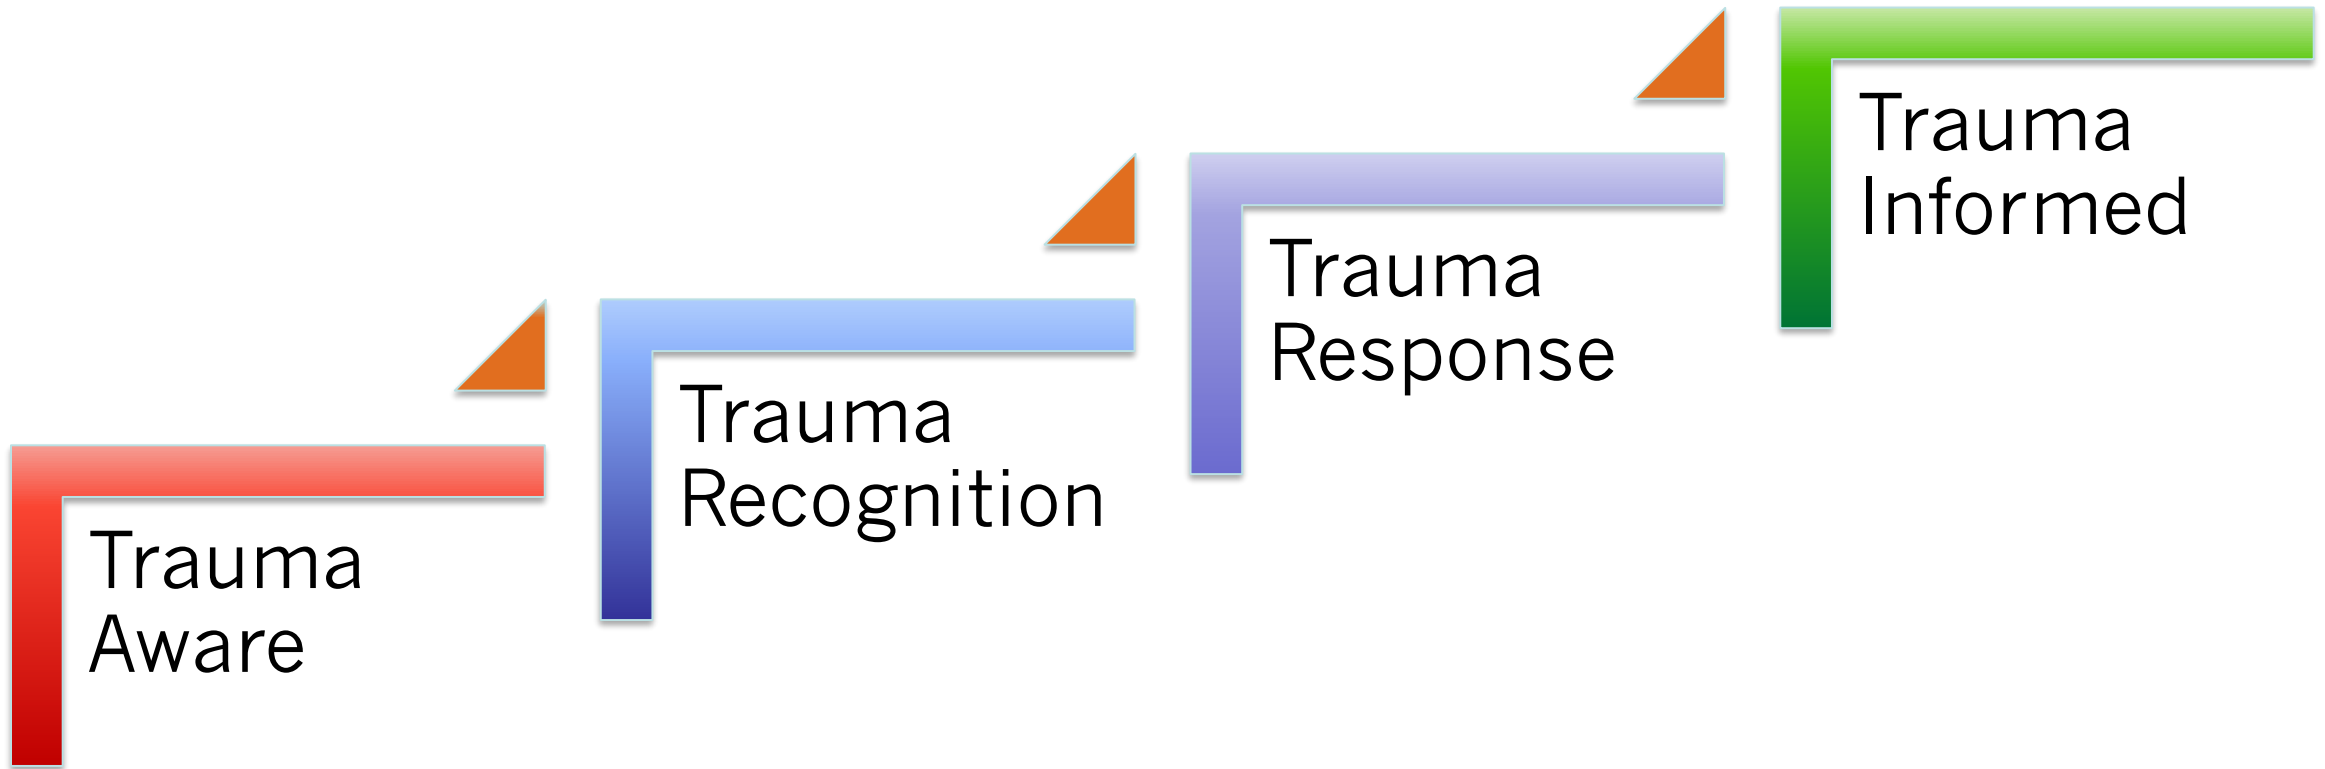 Trauma
Aware
Trauma
Recognition
Trauma
Response
Trauma
Informed